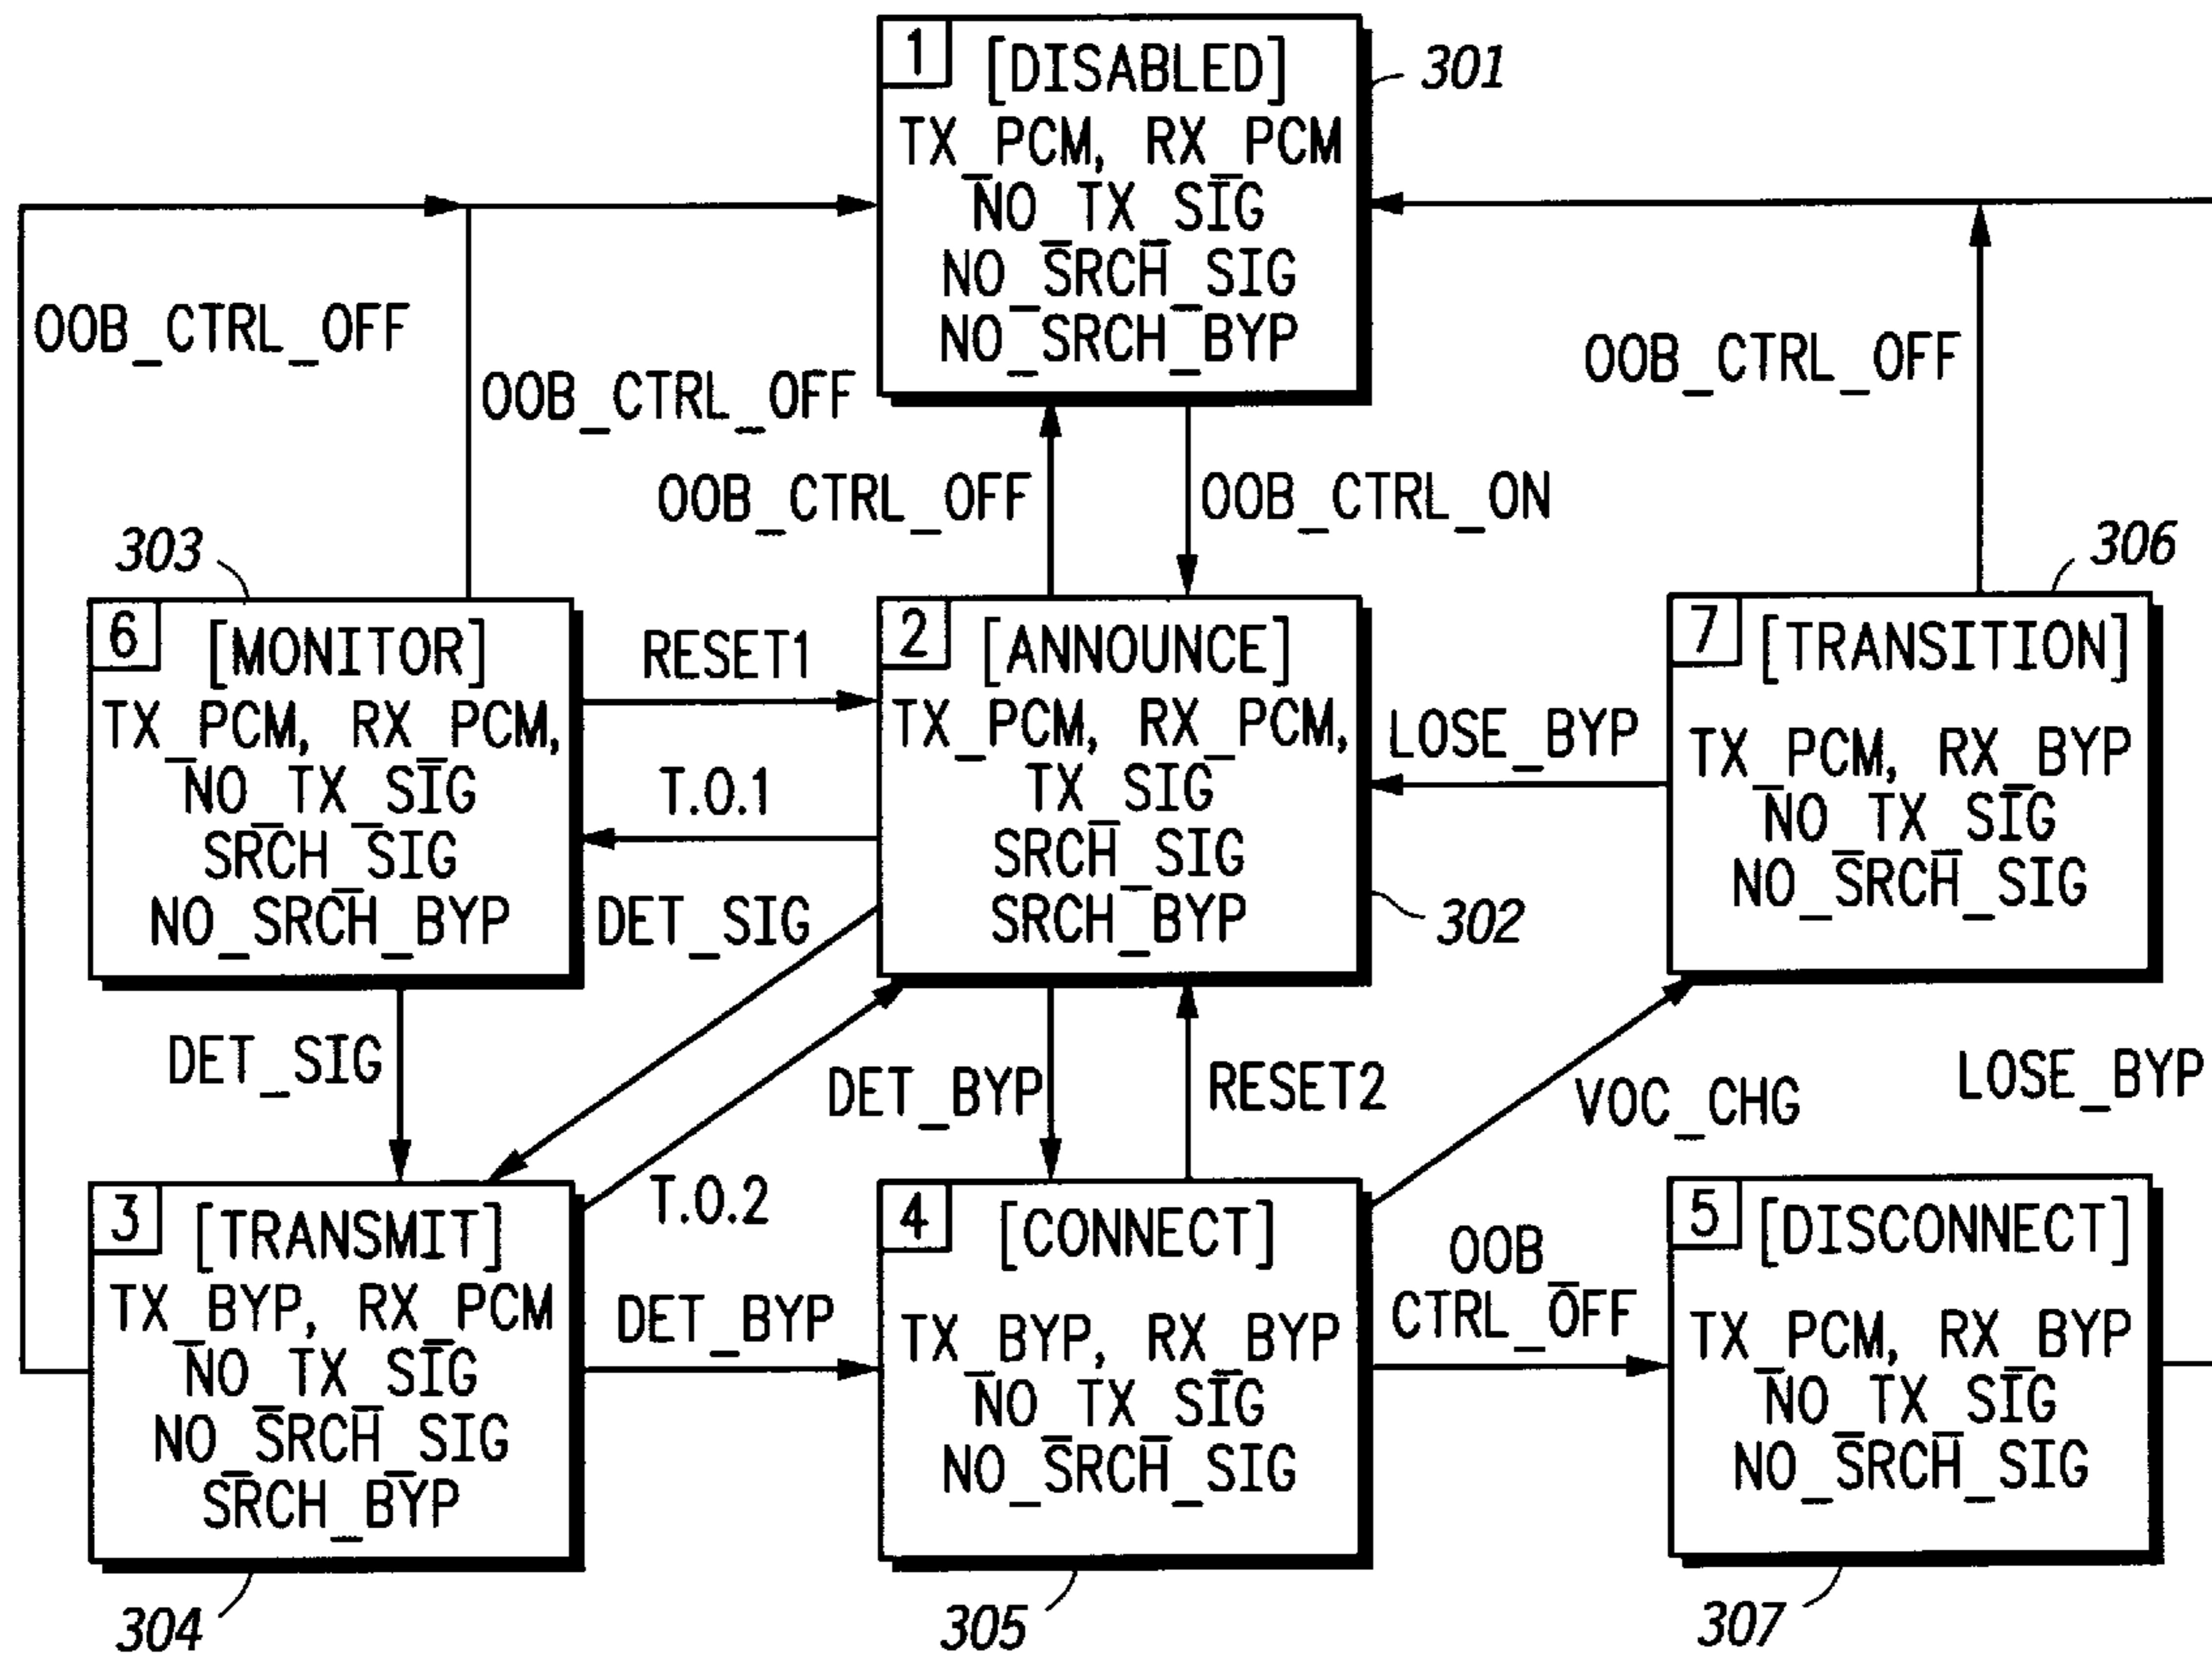 1 [DISABLED]
TX_PCM, RX_PCM
NO_TX_SIG
NO_SRCH_SIG
NO_SRCH_BYP
301
OOB_CTRL_OFF
OOB_CTRL_OFF
OOB_CTRL_OFF
OOB_CTRL_ON
OOB_CTRL_OFF
303
6 [MONITOR]
TX_PCM, RX_PCM,
NO_TX_SIG
SRCH_SIG
NO_SRCH_BYP
RESET1
T.O.1
DET_SIG
2 [ANNOUNCE]
TX_PCM, RX_PCM,
TX_SIG
SRCH_SIG
SRCH_BYP
302
LOSE_BYP
306
7 [TRANSITION]
TX_PCM, RX_BYP
NO_TX_SIG
NO_SRCH_SIG
DET_SIG
T.O.2
DET_BYP
RESET2
VOC_CHG
LOSE_BYP
3 [TRANSMIT]
TX_BYP, RX_PCM
NO_TX_SIG
NO_SRCH_SIG
SRCH_BYP
304
DET_BYP
4 [CONNECT]
TX_BYP, RX_BYP
NO_TX_SIG
NO_SRCH_SIG
305
OOB_
CTRL_OFF
5 [DISCONNECT]
TX_PCM, RX_BYP
NO_TX_SIG
NO_SRCH_SIG
307